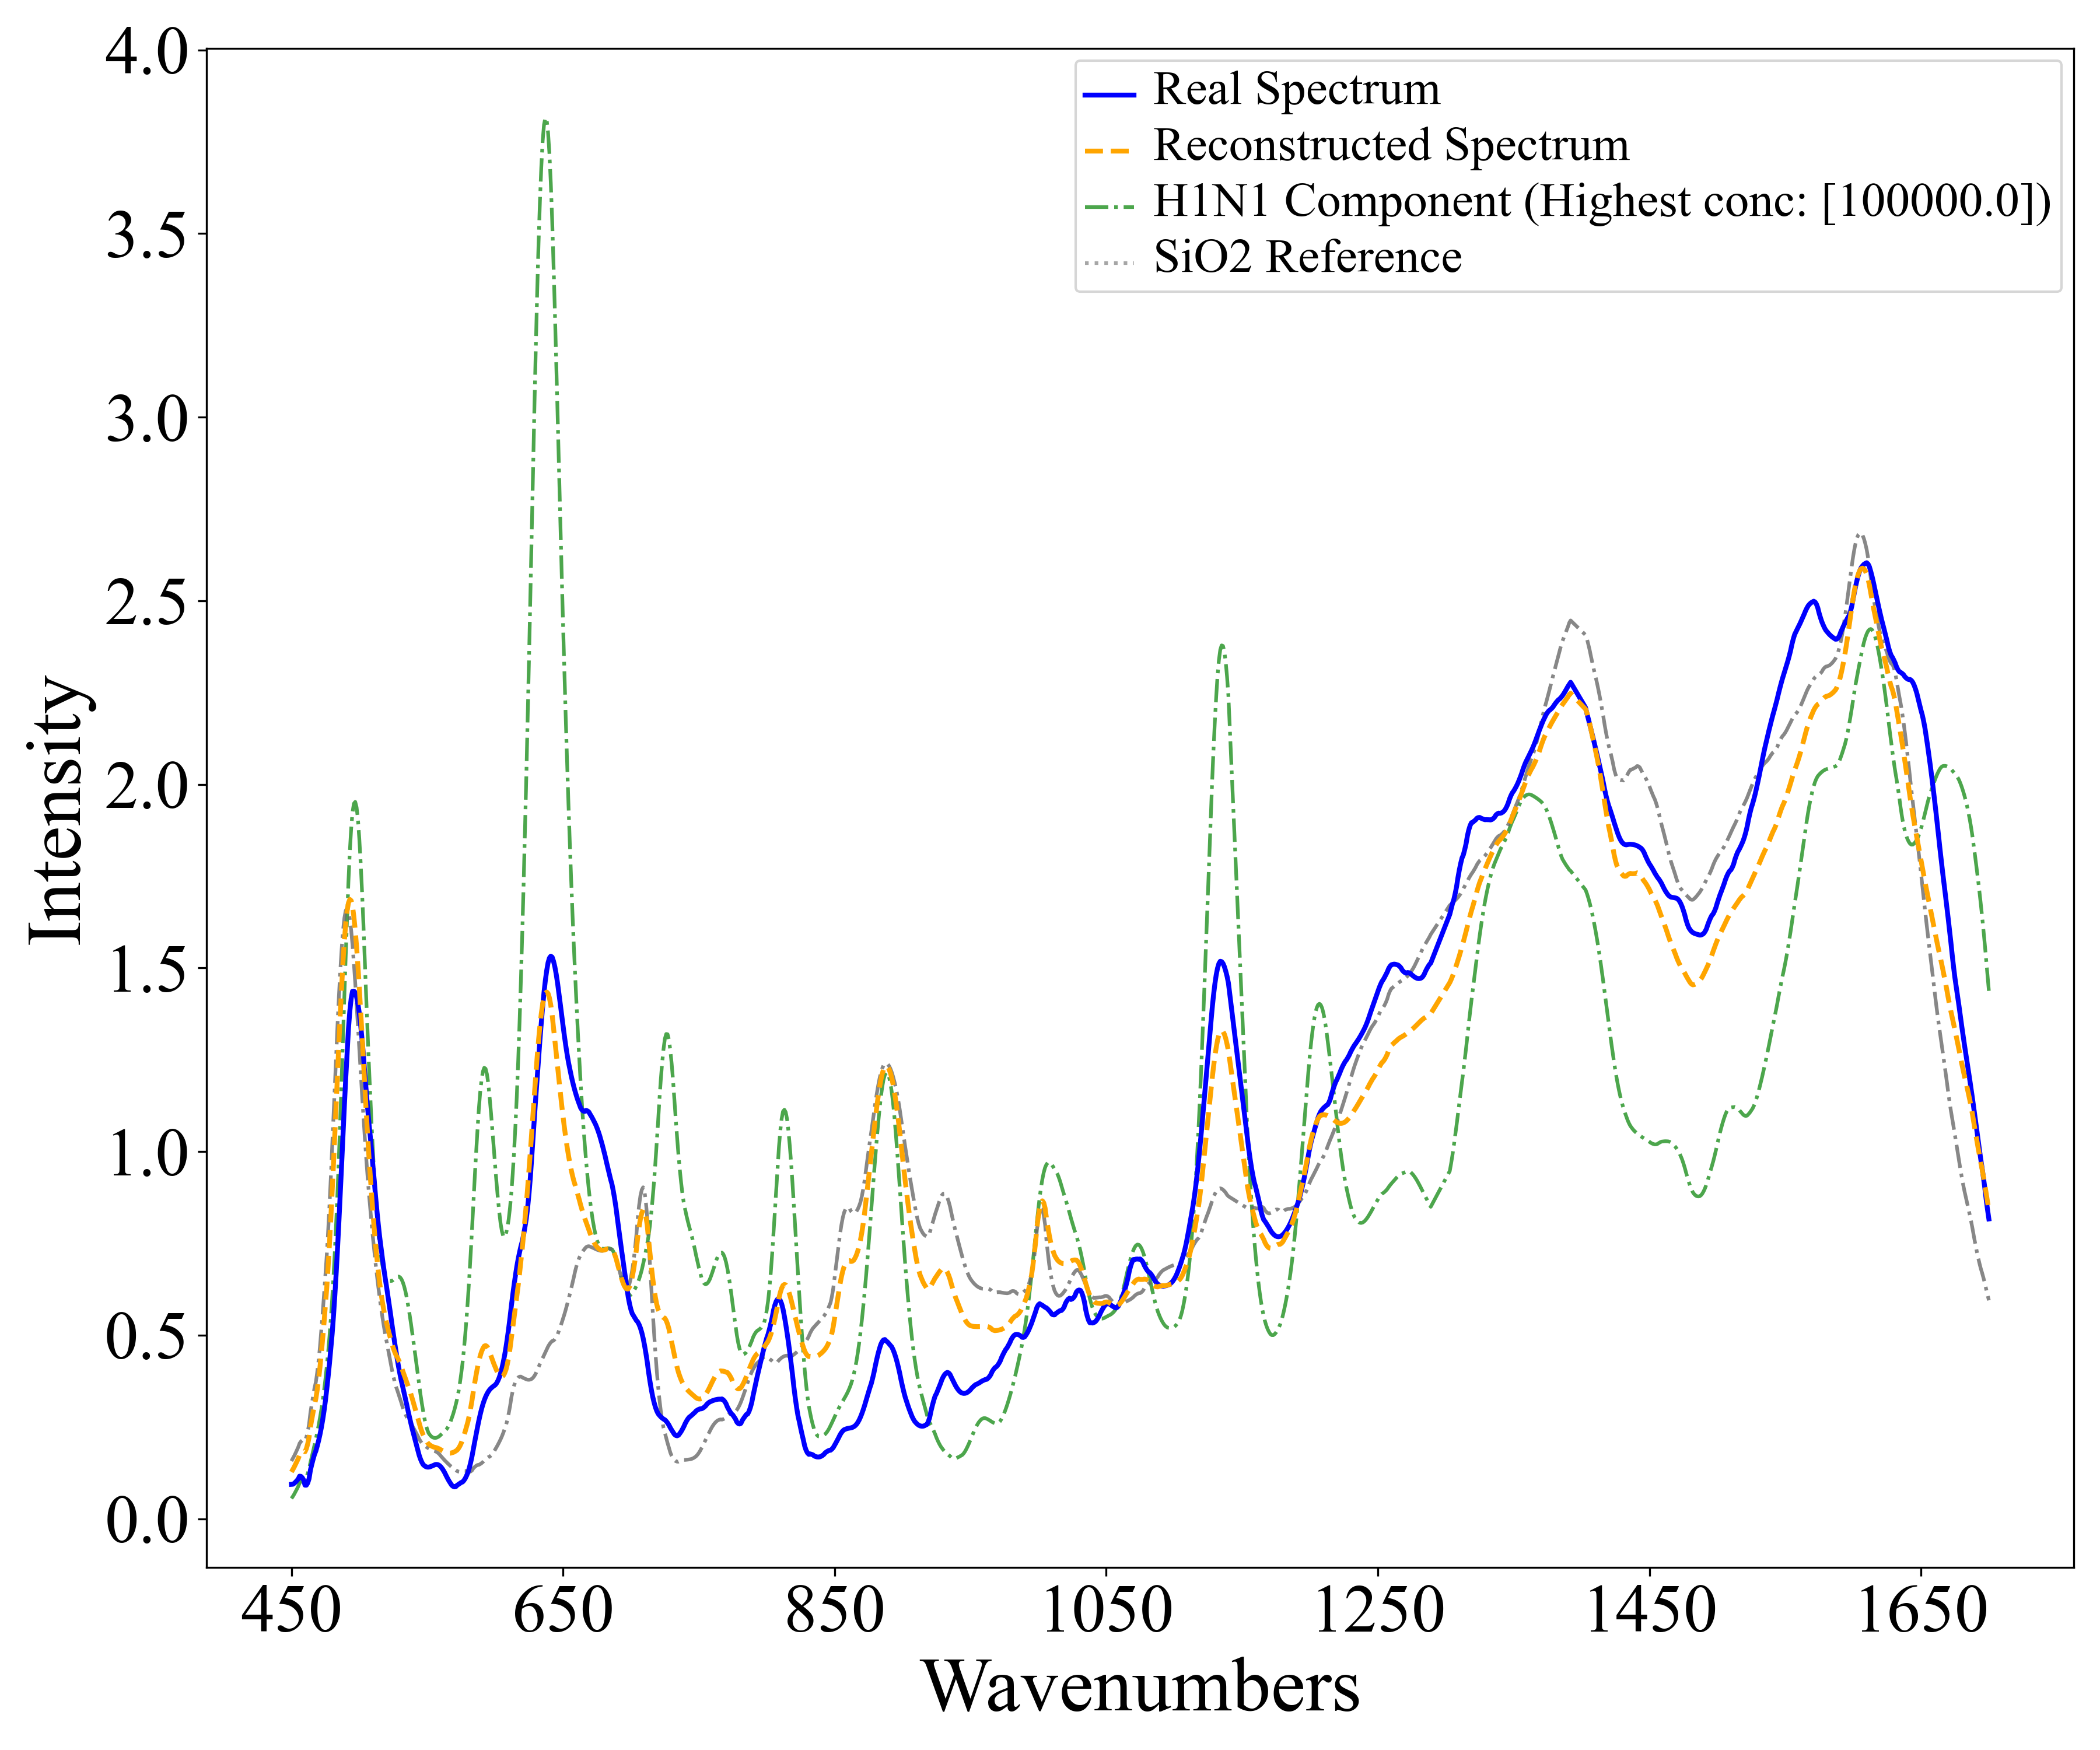 4.0
3.5
3.0
2.5
2.0
1.5
1.0
0.5
0.0
Intensity
Real Spectrum
Reconstructed Spectrum
H1N1 Component (Highest conc: [100000.0])
SiO2 Reference
450 650 850 1050 1250 1450 1650
Wavenumbers